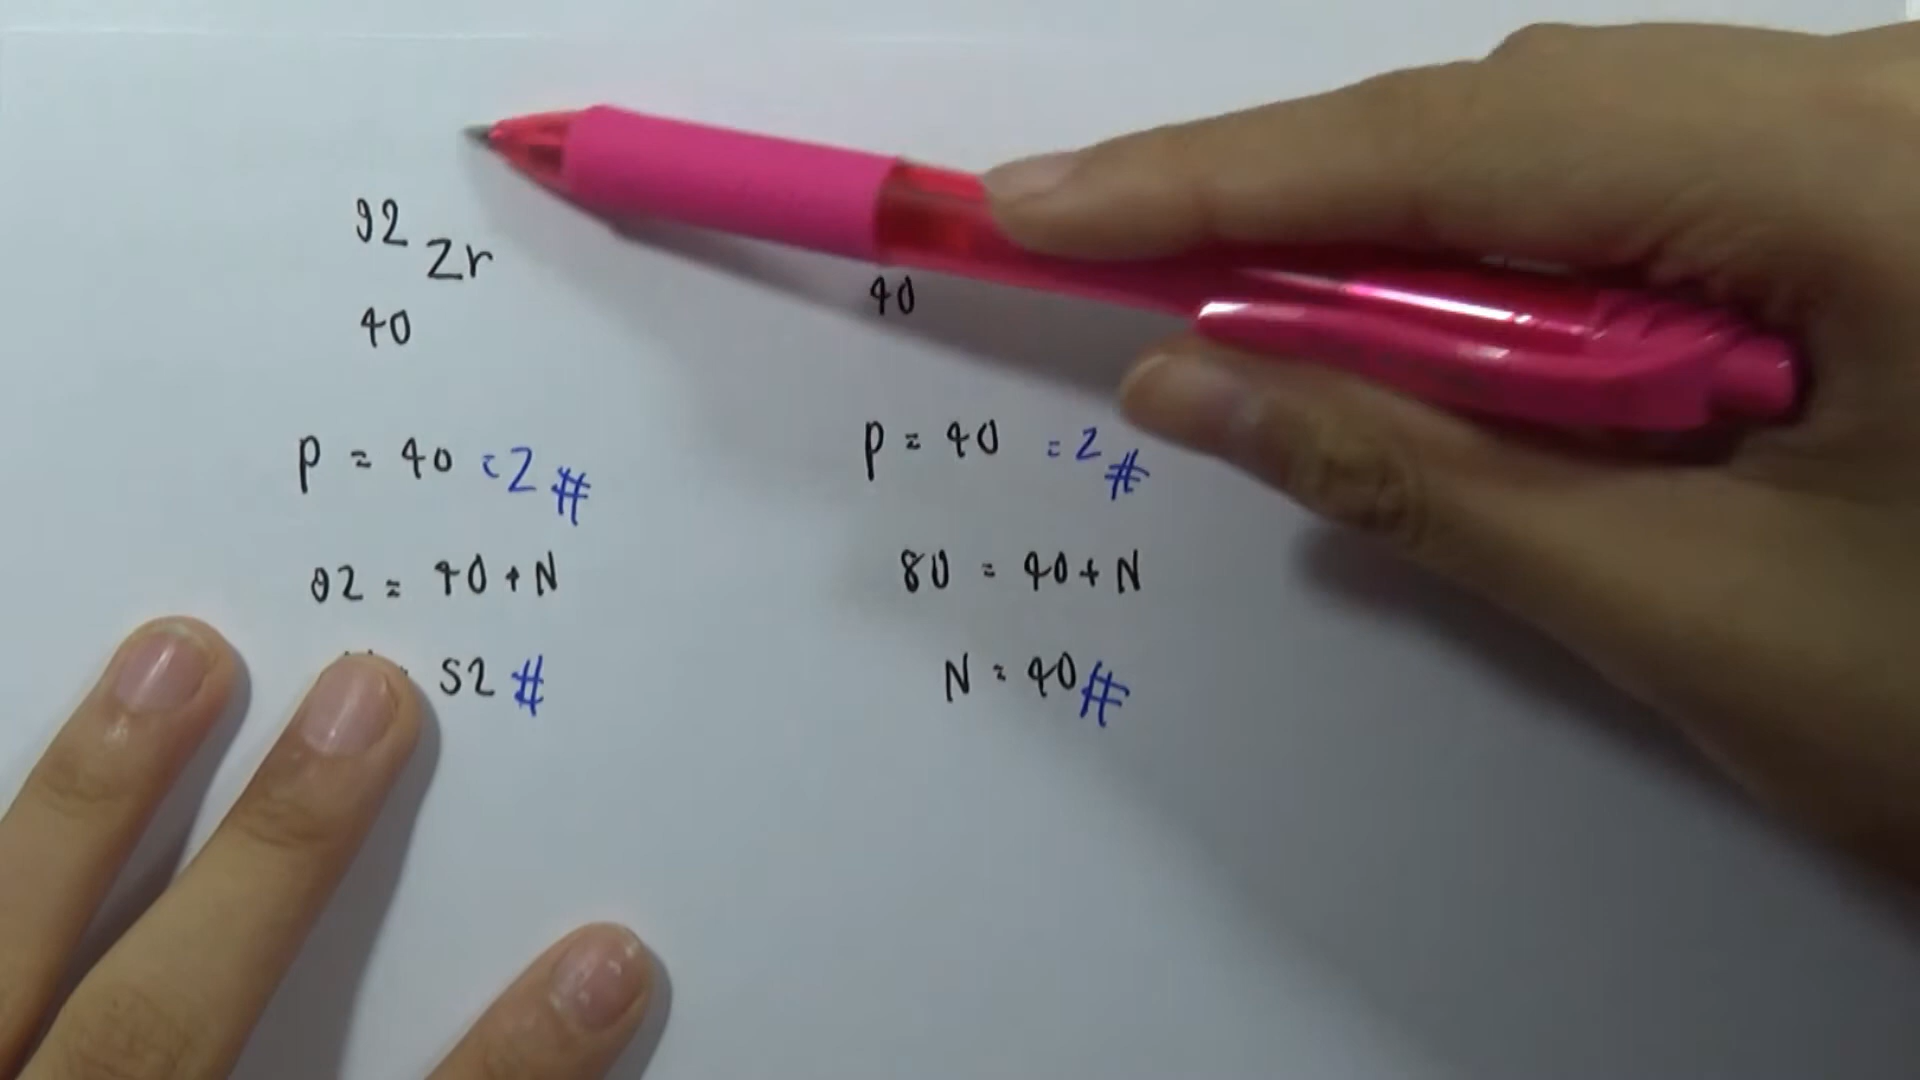 92
Zr
40
p = 40 = Z #
92 = 40 + N
52 #
40
p = 40 = Z #
80 = 40 + N
N = 40 #